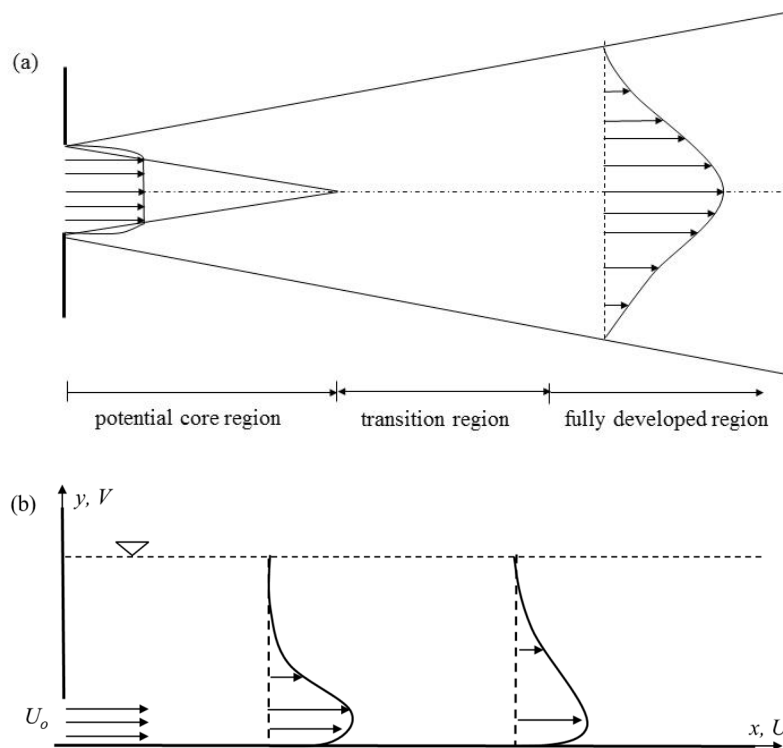 (a)
potential core region transition region fully developed region
(b) y, V
U_o
x, U